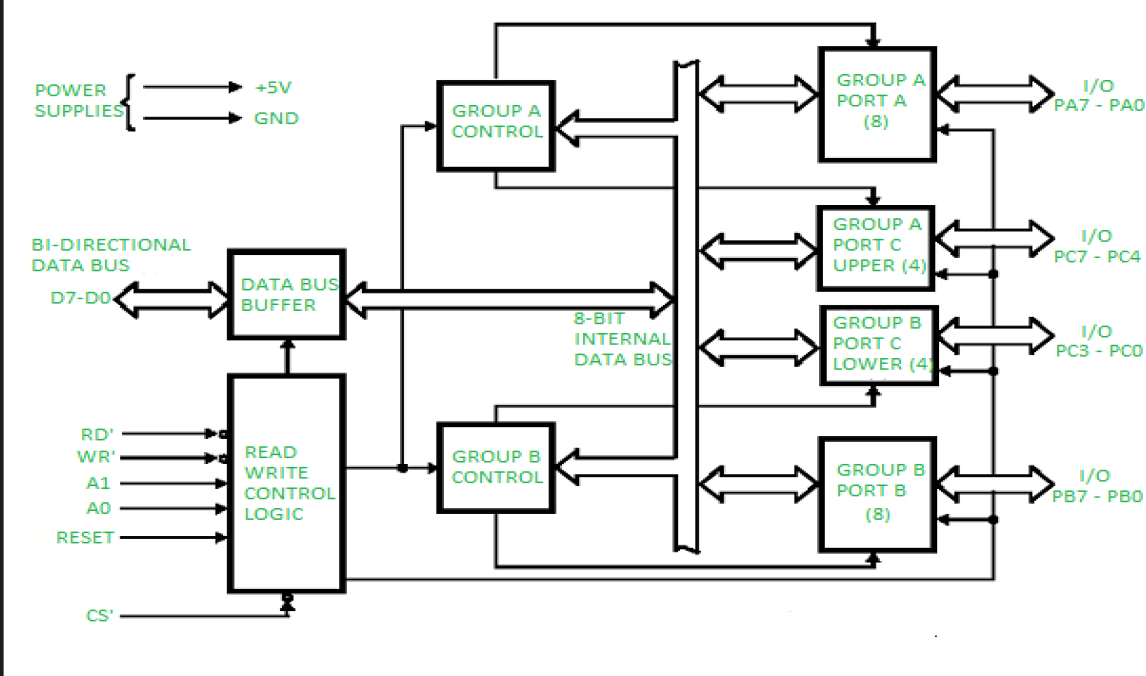 POWER
SUPPLIES
+5V
GND
GROUP A
CONTROL
GROUP A
PORT A
(8)
I/O
PA7 - PA0
BI-DIRECTIONAL
DATA BUS
D7-D0
DATA BUS
BUFFER
8-BIT
INTERNAL
DATA BUS
GROUP A
PORT C
UPPER (4)
I/O
PC7 - PC4
GROUP B
PORT C
LOWER (4)
I/O
PC3 - PC0
RD'
WR'
A1
A0
RESET
CS'
READ
WRITE
CONTROL
LOGIC
GROUP B
CONTROL
GROUP B
PORT B
(8)
I/O
PB7 - PB0